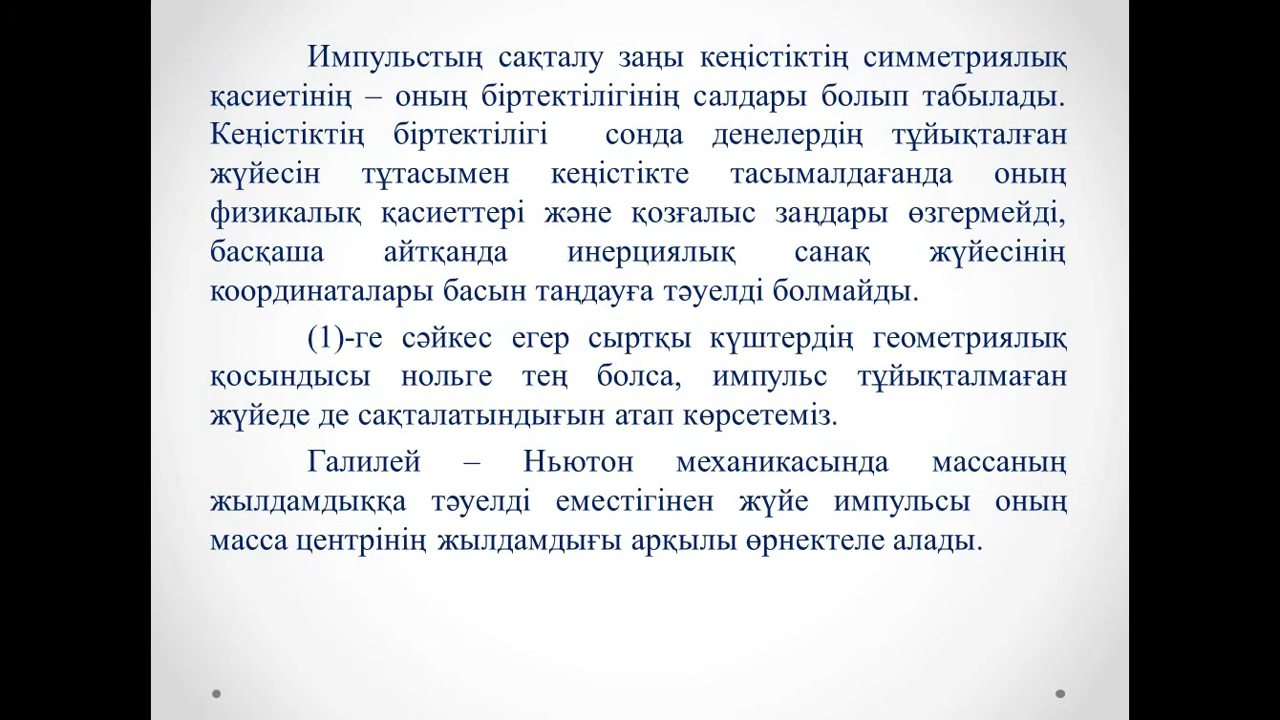 Импульстың сақталу заңы кеңістіктің симметриялық
қасиетінің – оның біртектілігінің салдары болып табылады.
Кеңістіктің біртектілігі сонда денелердің тұйықталған
жүйесін тұтасымен кеңістікте тасымалдағанда оның
физикалық қасиеттері және қозғалыс заңдары өзгермейді,
басқаша айтқанда инерциялық санақ жүйесінің
координаталары басын таңдауға тәуелді болмайды.
(1)-ге сәйкес егер сыртқы күштердің геометриялық
қосындысы нольге тең болса, импульс тұйықталмаған
жүйеде де сақталатындығын атап көрсетеміз.
Галилей – Ньютон механикасында массаның
жылдамдыққа тәуелді еместігінен жүйе импульсы оның
масса центрінің жылдамдығы арқылы өрнектеле алады.